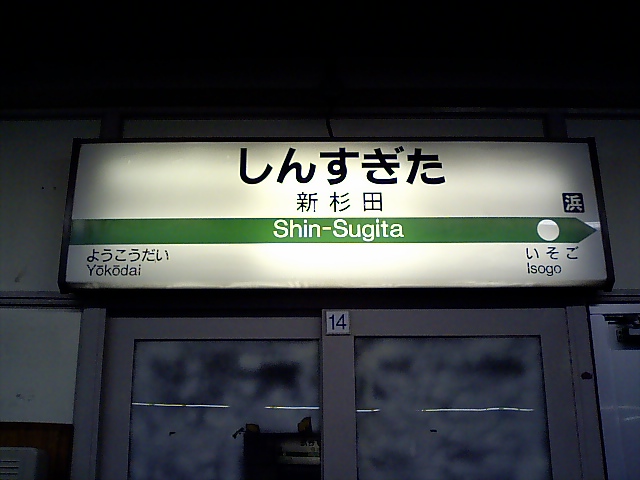 しんすぎた
新杉田
浜
Shin-Sugita
ようこうだい
Yōkōdai
いそご
Isogo
14